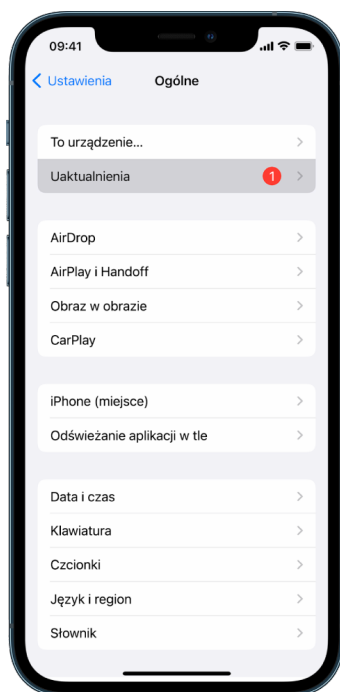 09:41
Ustawienia
Ogólne
To urządzenie...
Uaktualnienia
1
AirDrop
AirPlay i Handoff
Obraz w obrazie
CarPlay
iPhone (miejsce)
Odświeżanie aplikacji w tle
Data i czas
Klawiatura
Czcionki
Język i region
Słownik